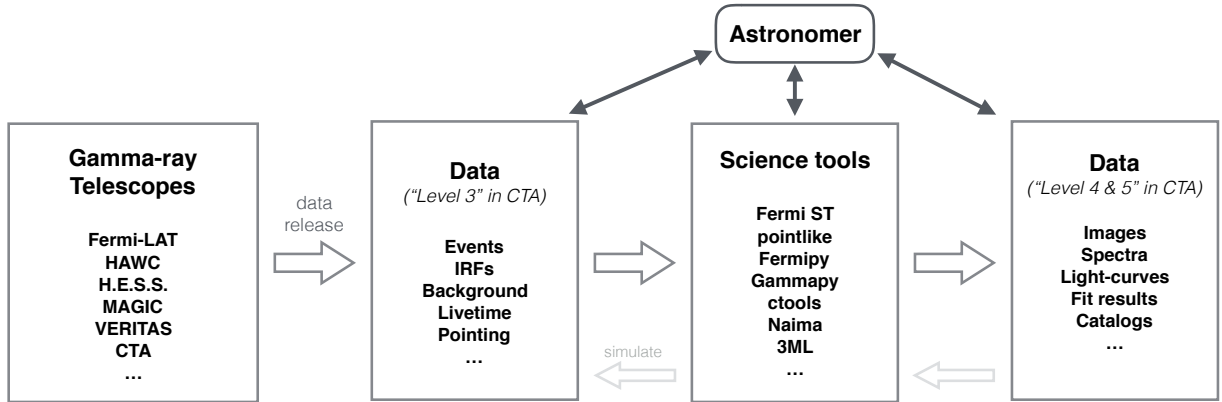 Astronomer
Gamma-ray
Telescopes
Fermi-LAT
HAWC
H.E.S.S.
MAGIC
VERITAS
CTA
...
data
release
Data
(“Level 3” in CTA)
Events
IRFs
Background
Livetime
Pointing
...
simulate
Science tools
Fermi ST
pointlike
Fermipy
Gammapy
ctools
Naima
3ML
...
Data
(“Level 4 & 5” in CTA)
Images
Spectra
Light-curves
Fit results
Catalogs
...